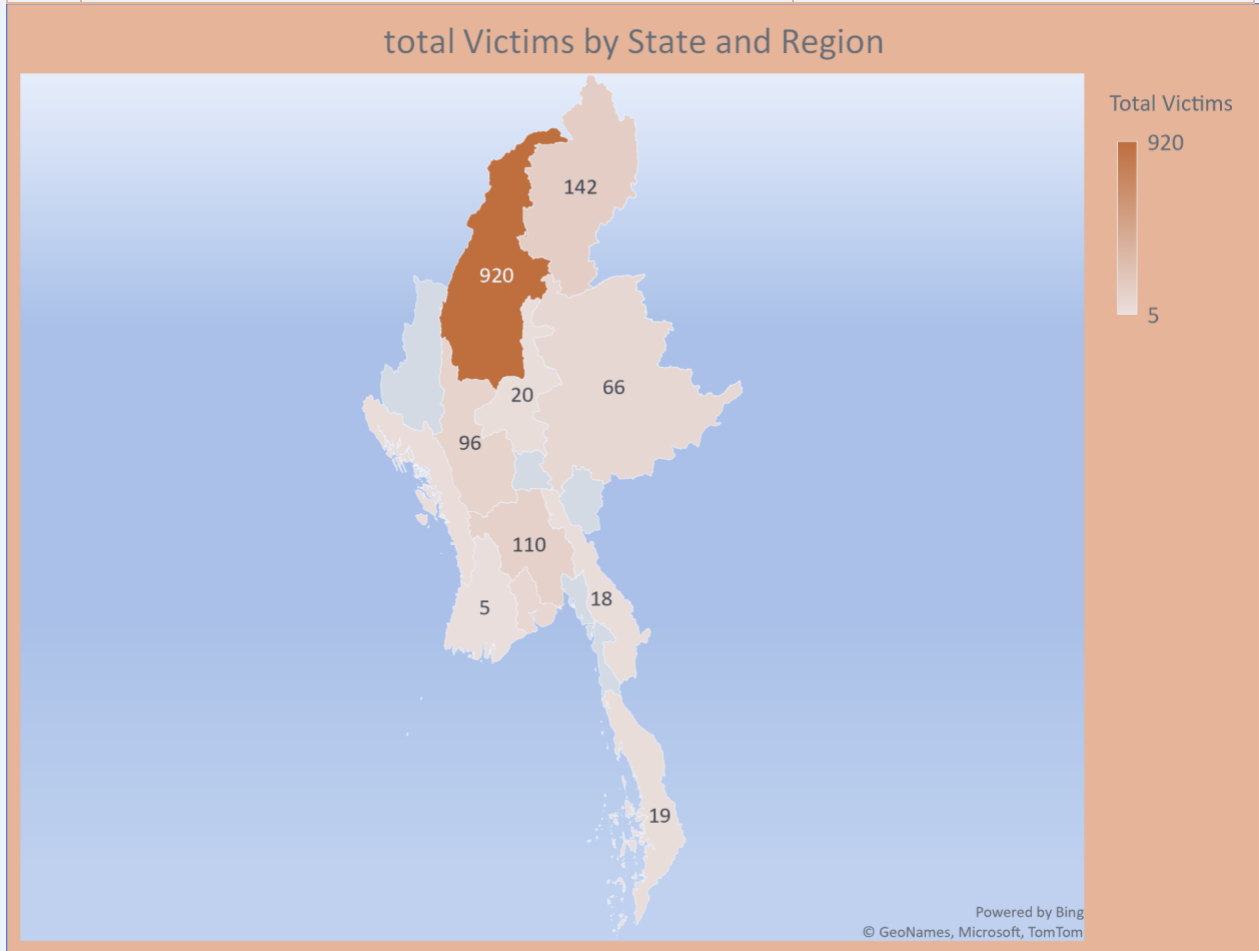 total Victims by State and Region
Total Victims
920
5
142
920
66
20
96
110
5
18
19
Powered by Bing
© GeoNames, Microsoft, TomTom